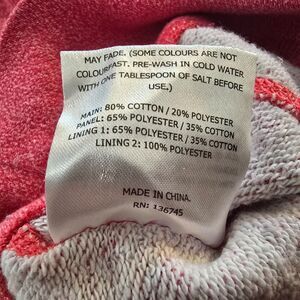 MAY FADE. (SOME COLOURS ARE NOT
COLOURFAST. PRE-WASH IN COLD WATER
WITH ONE TABLESPOON OF SALT BEFORE
USE.)
MAIN: 80% COTTON / 20% POLYESTER
PANEL: 65% POLYESTER / 35% COTTON
LINING 1: 65% POLYESTER / 35% COTTON
LINING 2: 100% POLYESTER
MADE IN CHINA.
RN: 136745